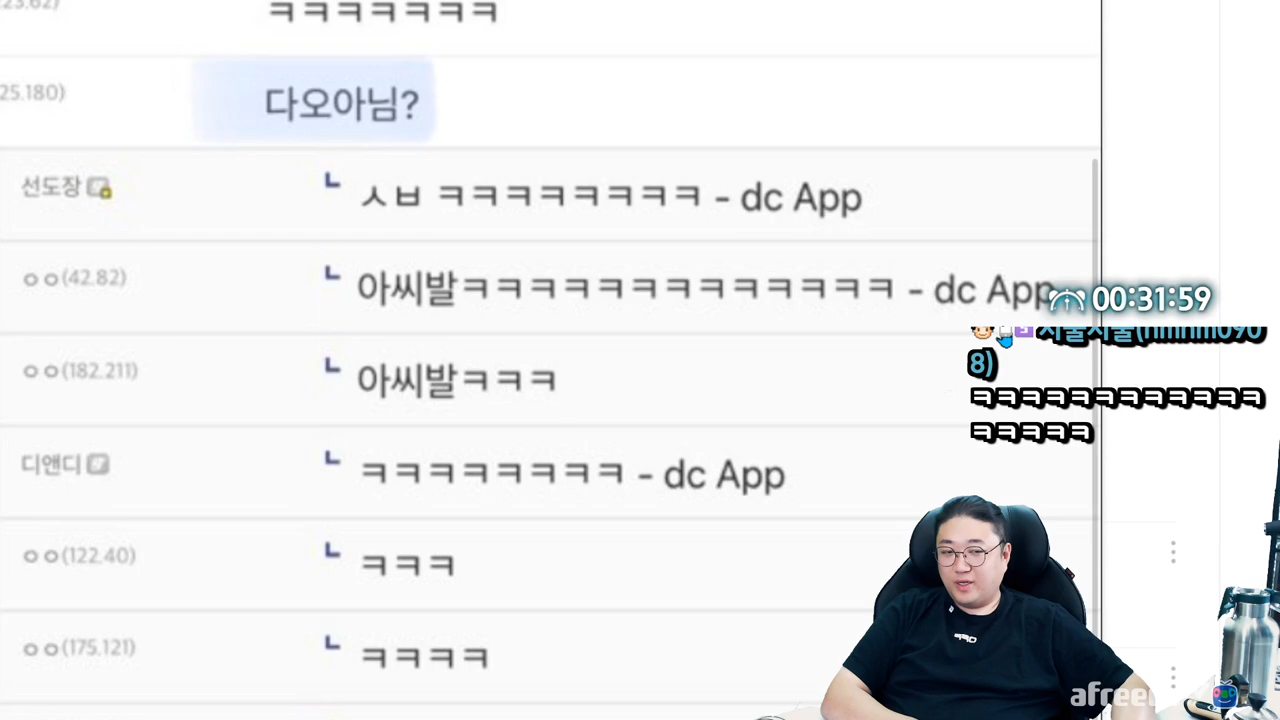 ㅋㅋㅋㅋㅋㅋㅋ
25.180)
다오아님?
선도장
ㄴ ㅅㅂ ㅋㅋㅋㅋㅋㅋㅋㅋ - dc App
ㅇㅇ(42.82)
ㄴ 아씨발ㅋㅋㅋㅋㅋㅋㅋㅋㅋㅋㅋㅋㅋ - dc App
00:31:59
8)
ㅋㅋㅋㅋㅋㅋㅋㅋㅋㅋㅋㅋ
ㅋㅋㅋㅋㅋ
ㅇㅇ(182.211)
ㄴ 아씨발ㅋㅋㅋ
디앤디
ㄴ ㅋㅋㅋㅋㅋㅋㅋㅋ - dc App
ㅇㅇ(122.40)
ㄴ ㅋㅋㅋ
ㅇㅇ(175.121)
ㄴ ㅋㅋㅋㅋ